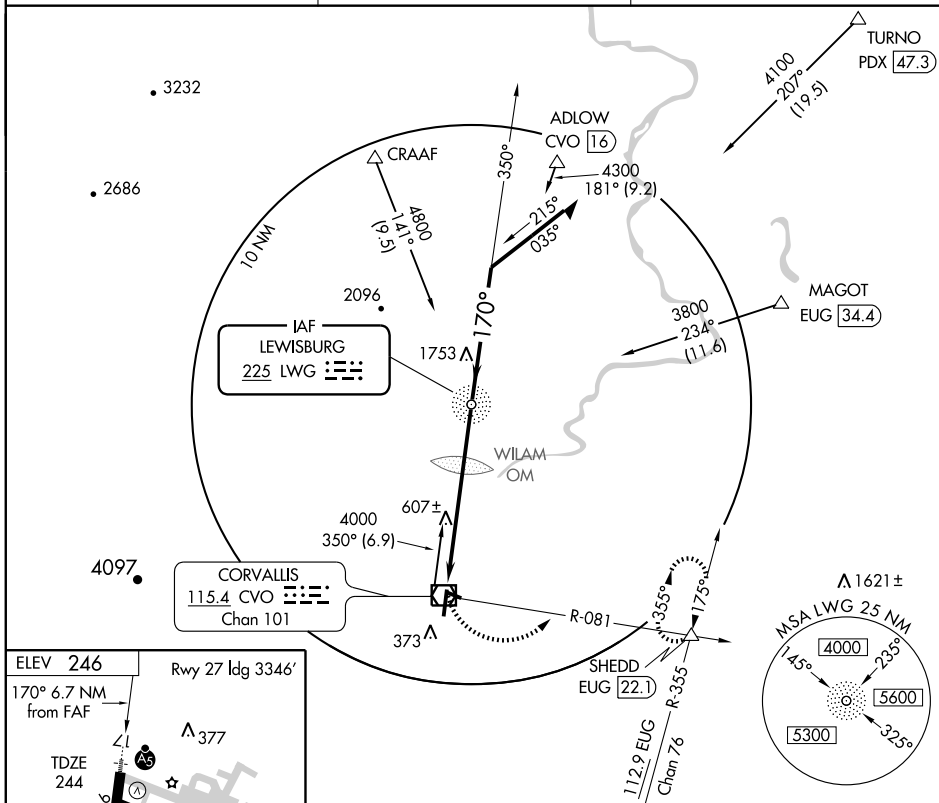 TURNO
PDX 47.3
4100
207°
(19.5)
3232
ADLOW
CVO 16
CRAAF
350°
4300
181° (9.2)
2686
215°
035°
4800
141°
(9.5)
10 NM
MAGOT
EUG 34.4
3800
234°
(11.6)
2096
170°
IAF
LEWISBURG
225 LWG
1753
WILAM
OM
607±
4000
350° (6.9)
4097
CORVALLIS
115.4 CVO
Chan 101
373
R-081
355°
175°
SHEDD
EUG 22.1
R-355
112.9 EUG
Chan 76
1621±
MSA LWG 25 NM
145°
4000
235°
5600
5300
325°
ELEV 246
Rwy 27 ldg 3346'
170° 6.7 NM
from FAF
377
17
A5
TDZE
244